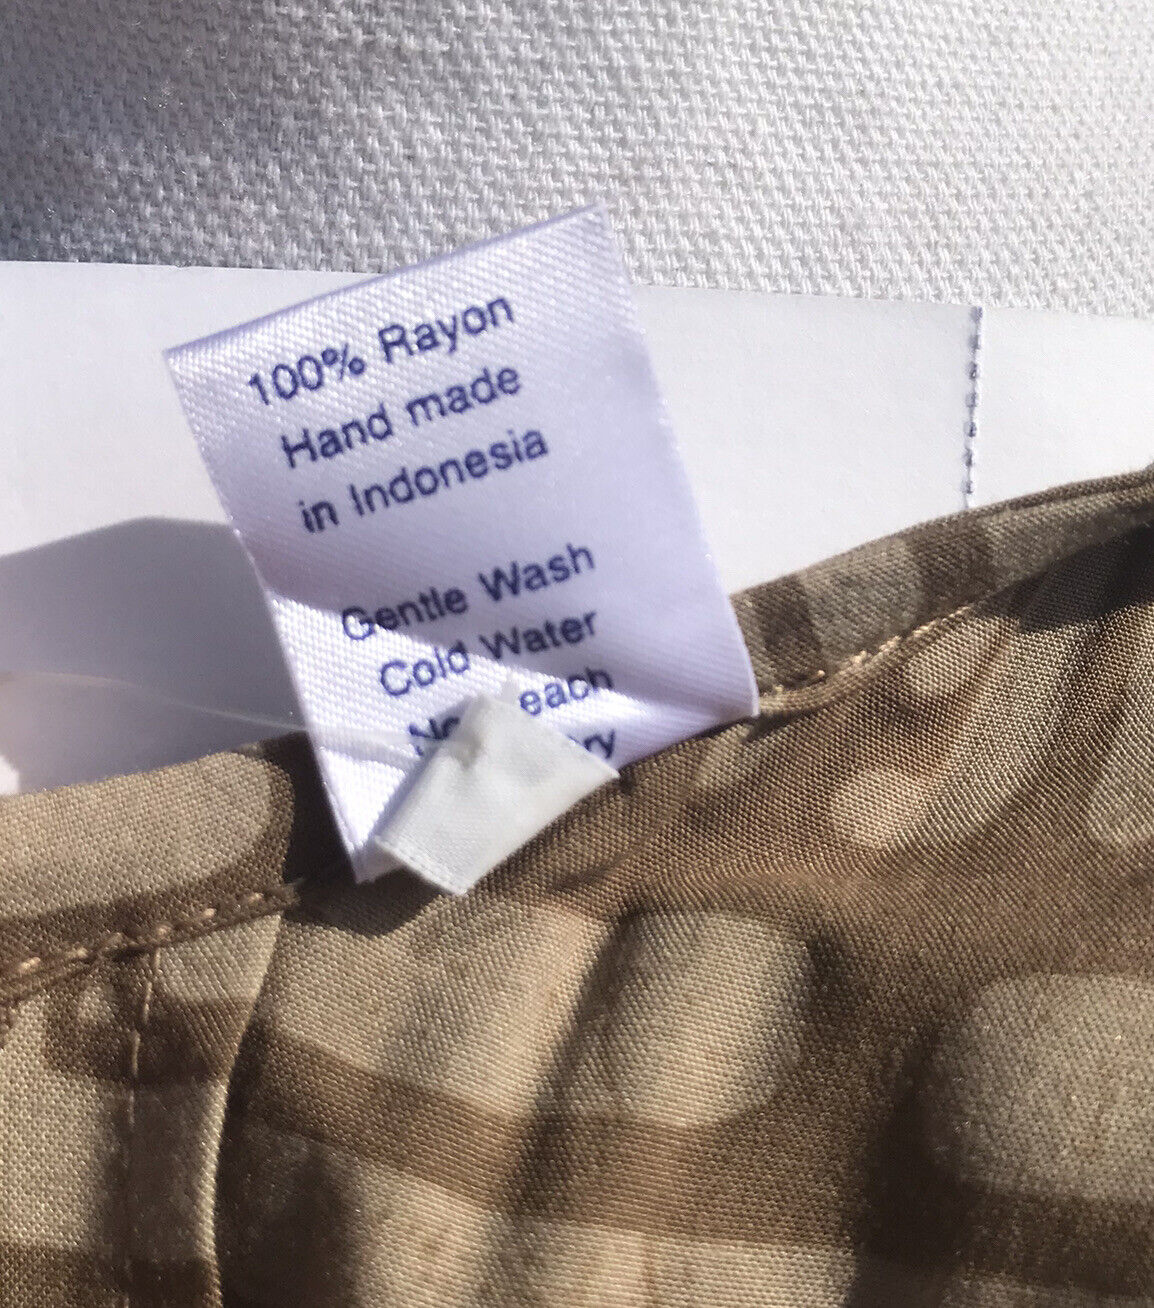 100% Rayon
Hand made
in Indonesia
Gentle Wash
Cold Water